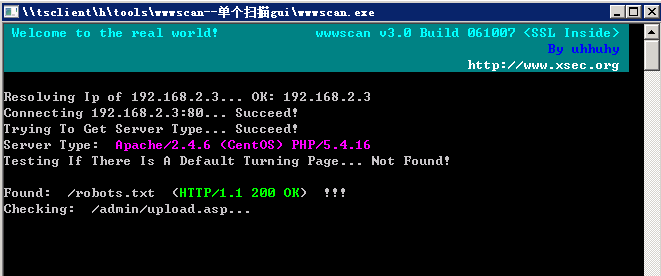 \\tsclient\h\tools\wwwscan--单个扫描gui\wwwscan.exe
Welcome to the real world! wwwscan v3.0 Build 061007 <SSL Inside>
By uhhuhy
http://www.xsec.org
Resolving Ip of 192.168.2.3... OK: 192.168.2.3
Connecting 192.168.2.3:80... Succeed!
Trying To Get Server Type... Succeed!
Server Type: Apache/2.4.6 (CentOS) PHP/5.4.16
Testing If There Is A Default Turning Page... Not Found!
Found: /robots.txt (HTTP/1.1 200 OK) !!!
Checking: /admin/upload.asp...